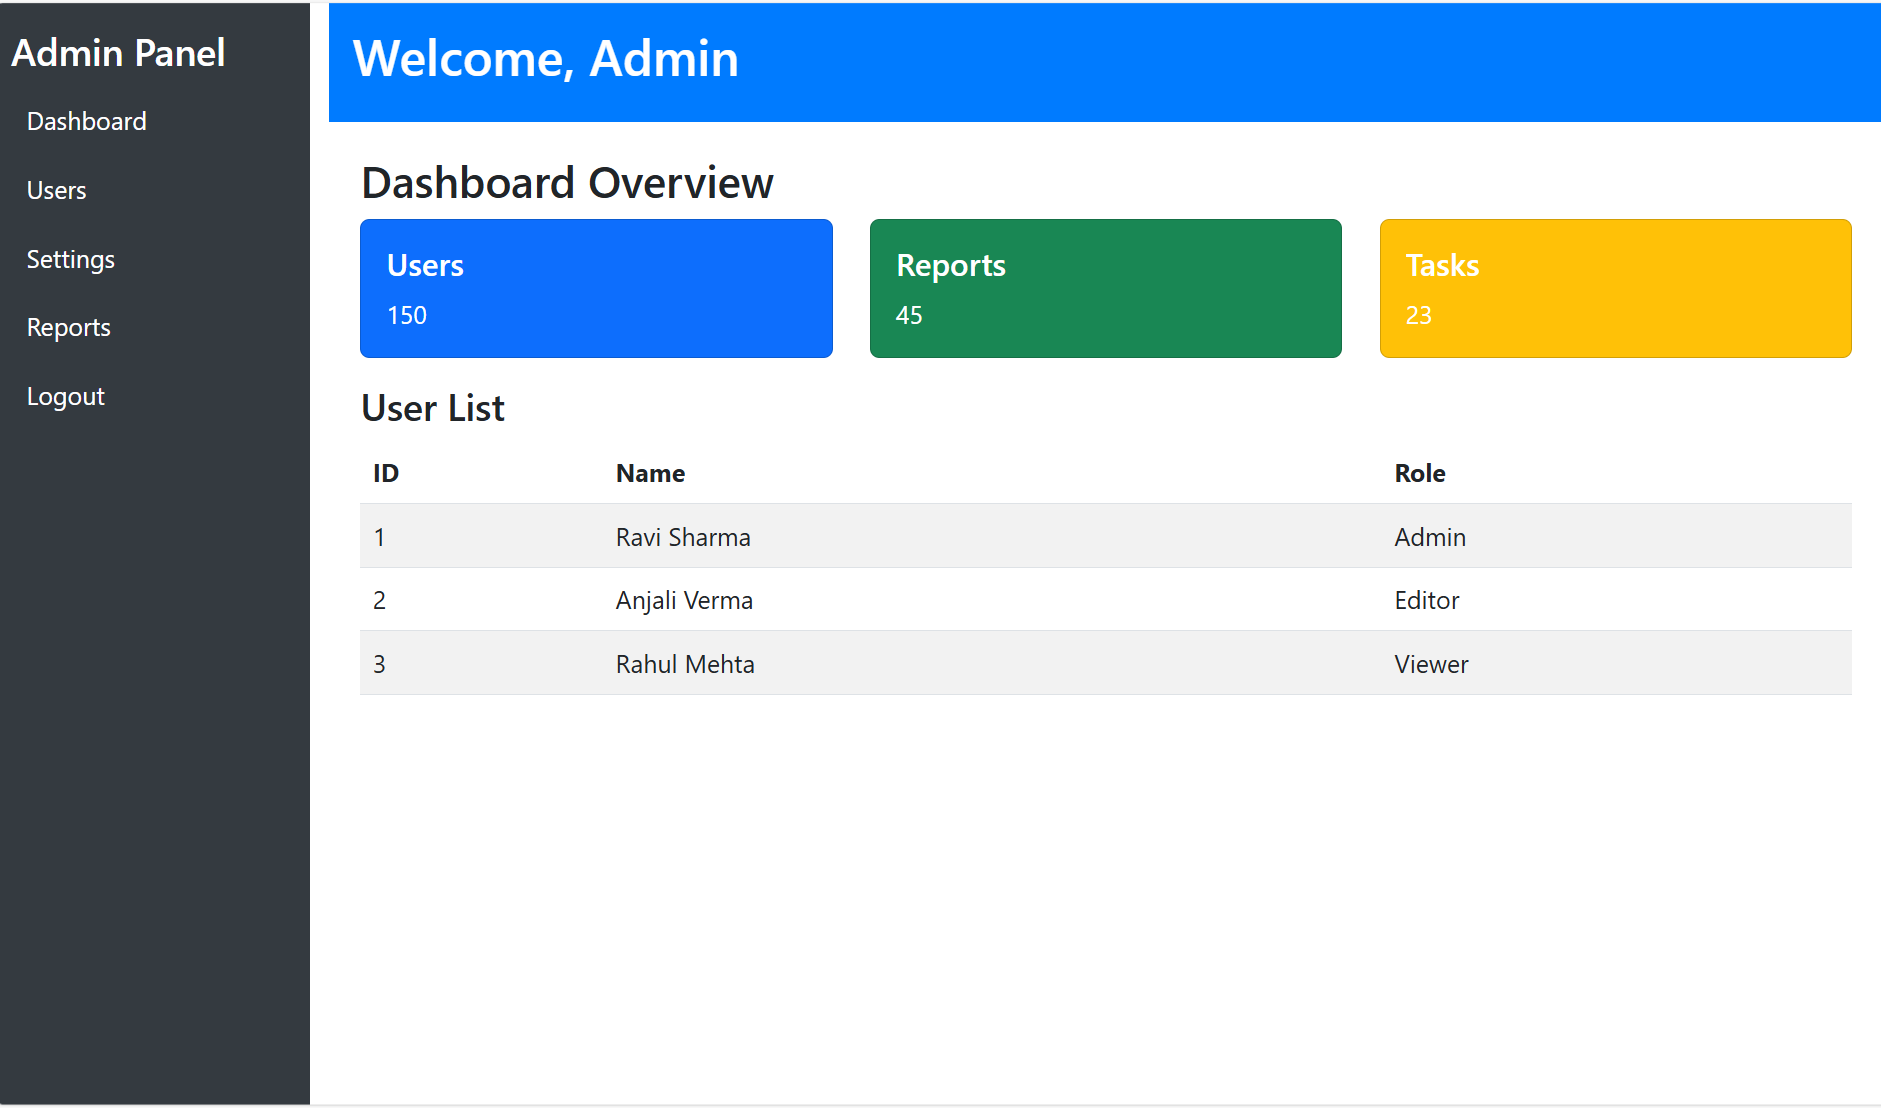 Admin Panel
Dashboard
Users
Settings
Reports
Logout
Welcome, Admin
Dashboard Overview
Users
150
Reports
45
Tasks
23
User List
ID Name Role
1 Ravi Sharma Admin
2 Anjali Verma Editor
3 Rahul Mehta Viewer